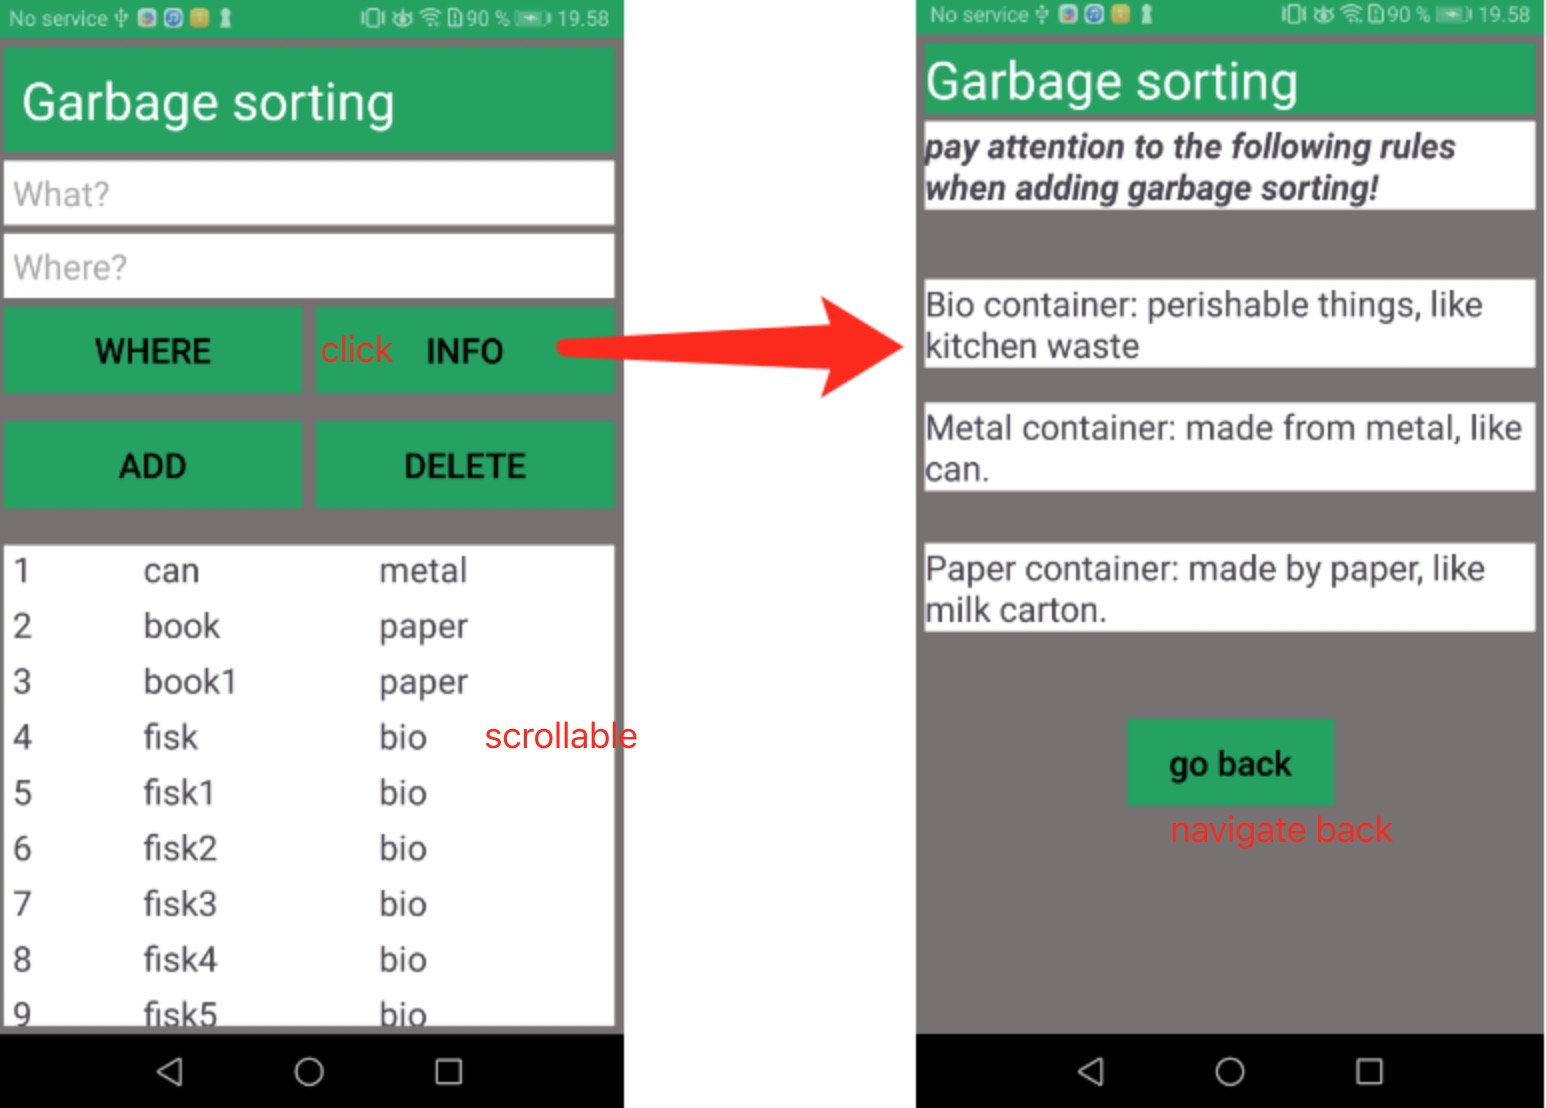 No service 90 % 19.58
Garbage sorting
What?
Where?
WHERE click INFO
ADD DELETE
1 can metal
2 book paper
3 book1 paper
4 fisk bio scrollable
5 fisk1 bio
6 fisk2 bio
7 fisk3 bio
8 fisk4 bio
9 fisk5 bio
No service 90 % 19.58
Garbage sorting
pay attention to the following rules
when adding garbage sorting!
Bio container: perishable things, like
kitchen waste
Metal container: made from metal, like
can.
Paper container: made by paper, like
milk carton.
go back
navigate back